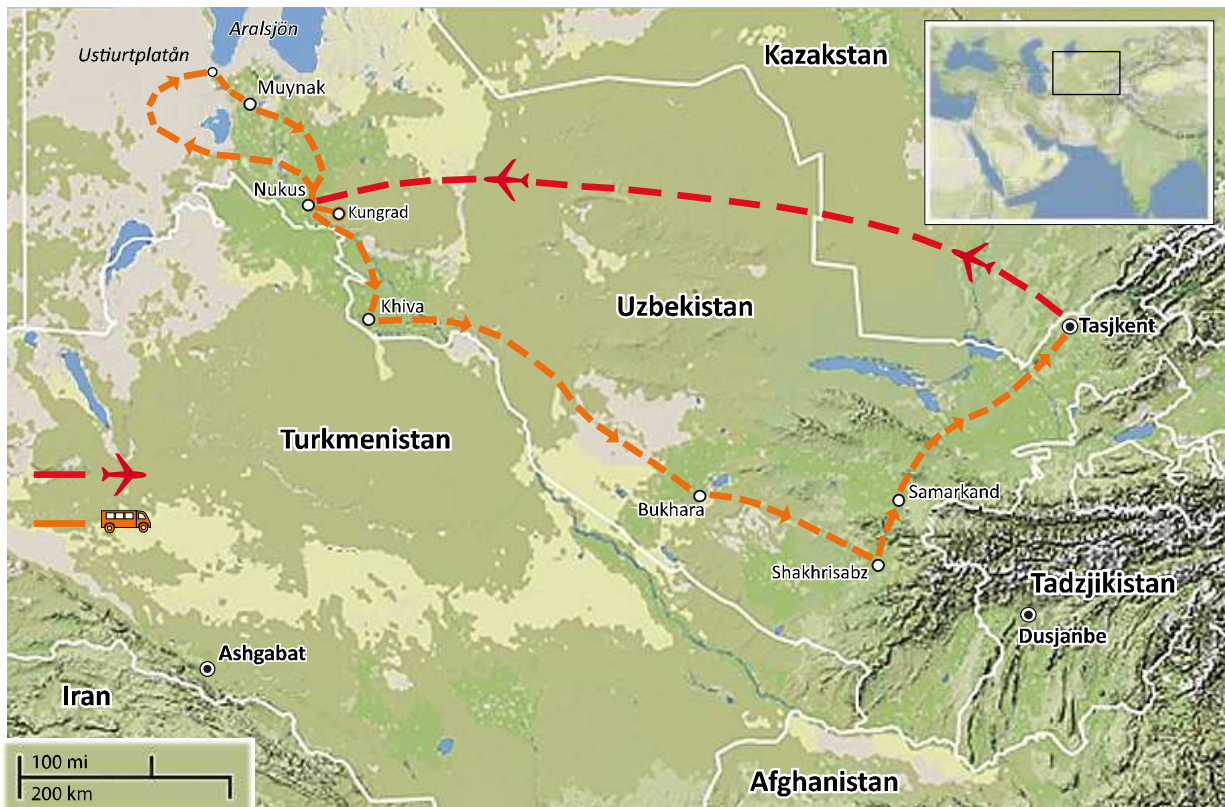 Aralsjön
Ustiurtplatån
Kazakstan
Muynak
Nukus
Kungrad
Khiva
Uzbekistan
Tasjkent
Turkmenistan
Bukhara
Samarkand
Shakhrisabz
Tadzjikistan
Dusjanbe
Ashgabat
Iran
100 mi
200 km
Afghanistan